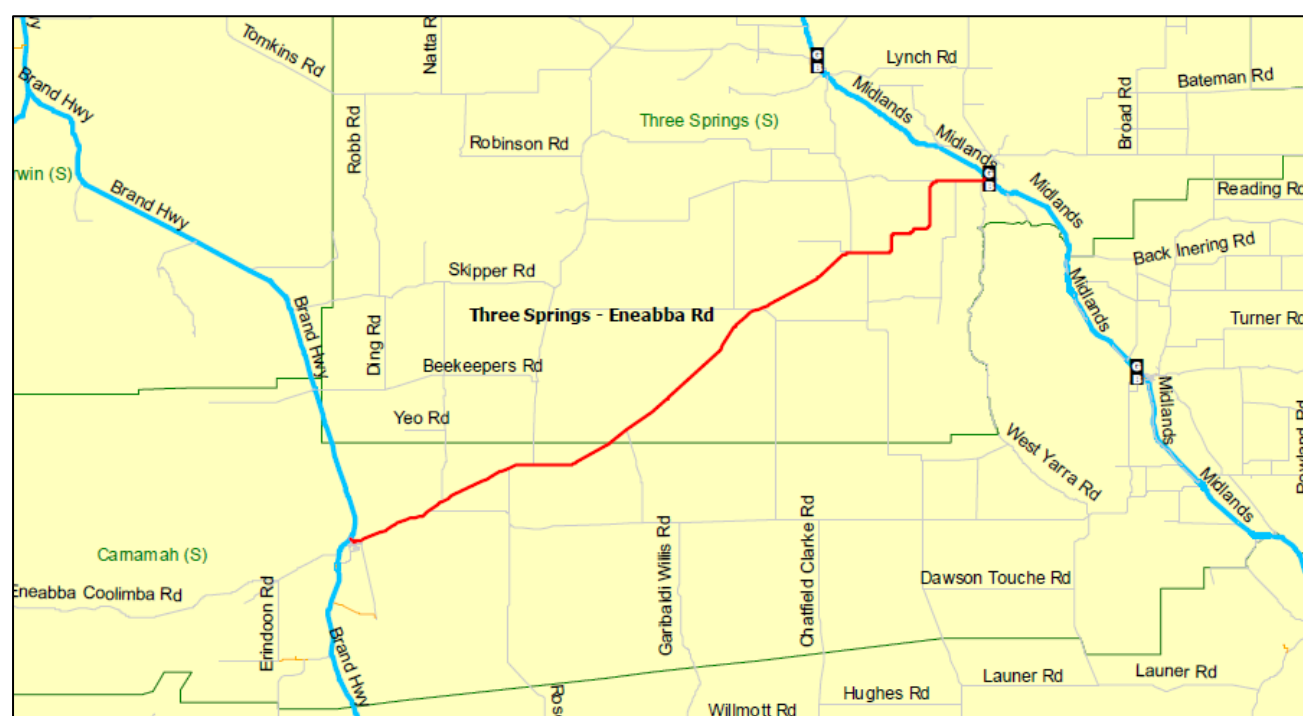 Tomkins Rd
Natta R
Lynch Rd
Bateman Rd
Broad Rd
Brand Hwy
Midlands
Three Springs (S)
Robb Rd
Robinson Rd
Midlands
rwin (S)
Brand Hwy
Midlands
Reading Rd
Back Inering Rd
Skipper Rd
Brand Hwy
Three Springs - Eneabba Rd
Midlands
Turner Rd
Ding Rd
Beekeepers Rd
Yeo Rd
Midlands
West Yarra Rd
Rowland Rd
Midlands
Carnamah (S)
Garibaldi Willis Rd
Chatfield Clarke Rd
Dawson Touche Rd
Eneabba Coolimba Rd
Erindoon Rd
Brand Hwy
Launer Rd
Launer Rd
Hughes Rd
Willmott Rd
Ros